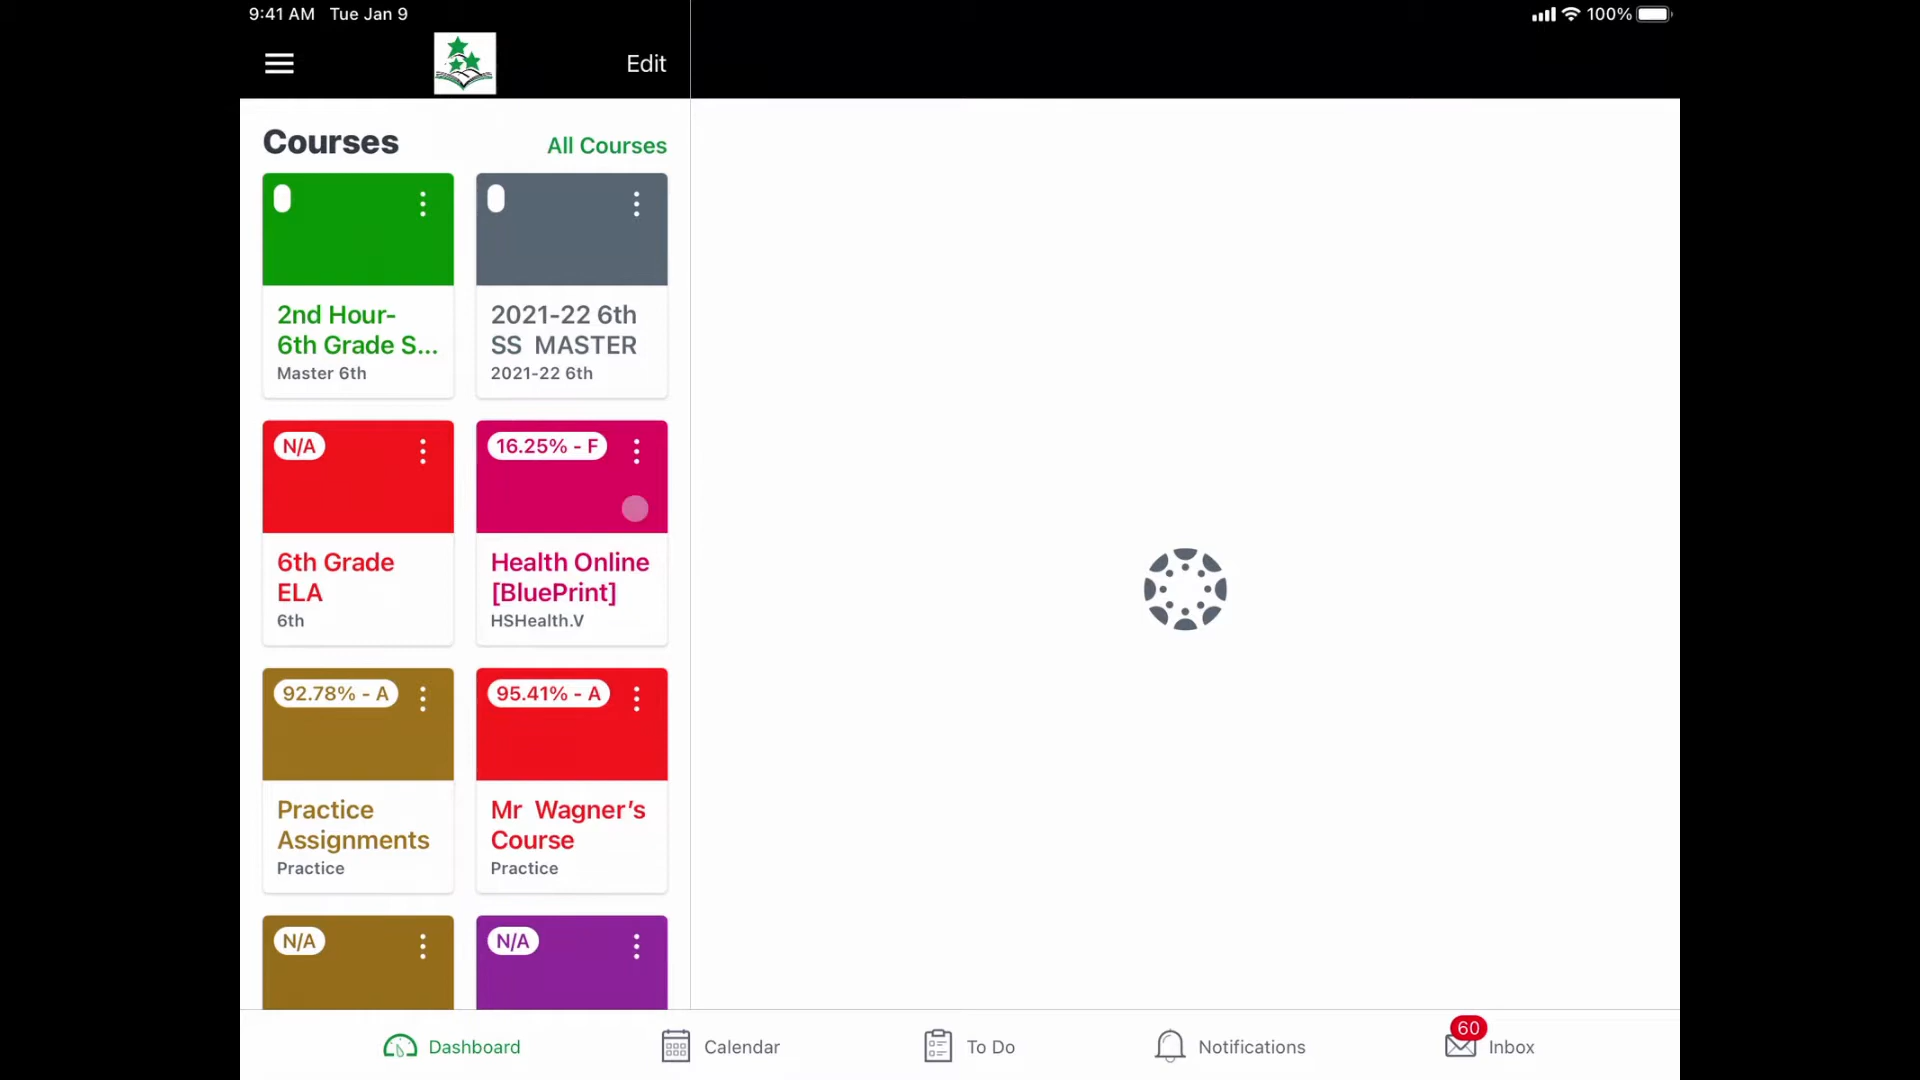 9:41 AM Tue Jan 9
100%
Edit
Courses
All Courses
2nd Hour-
6th Grade S...
Master 6th
2021-22 6th
SS MASTER
2021-22 6th
N/A
6th Grade
ELA
6th
16.25% - F
Health Online
[BluePrint]
HSHealth.V
92.78% - A
Practice
Assignments
Practice
95.41% - A
Mr Wagner's
Course
Practice
N/A
N/A
Dashboard
Calendar
To Do
Notifications
60
Inbox